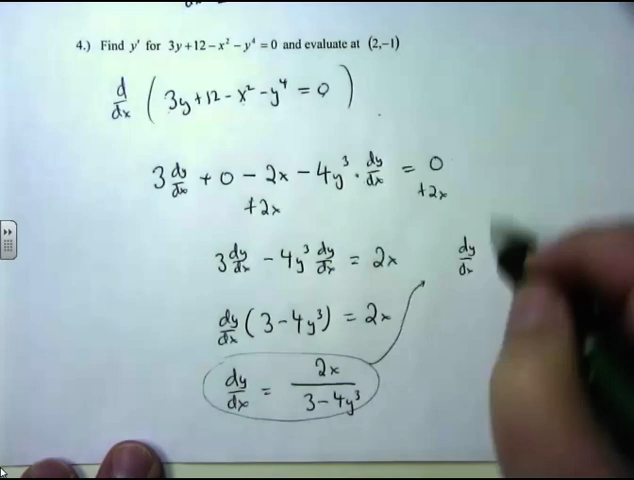 4.) Find y' for 3y+12−x²−y⁴=0 and evaluate at (2,−1)
d/dx (3y+12−x²−y⁴=0)
3 dy/dx + 0 − 2x − 4y³ · dy/dx = 0
+2x +2x
3 dy/dx − 4y³ dy/dx = 2x
dy/dx
dy/dx (3−4y³) = 2x
dy/dx = 2x/(3−4y³)